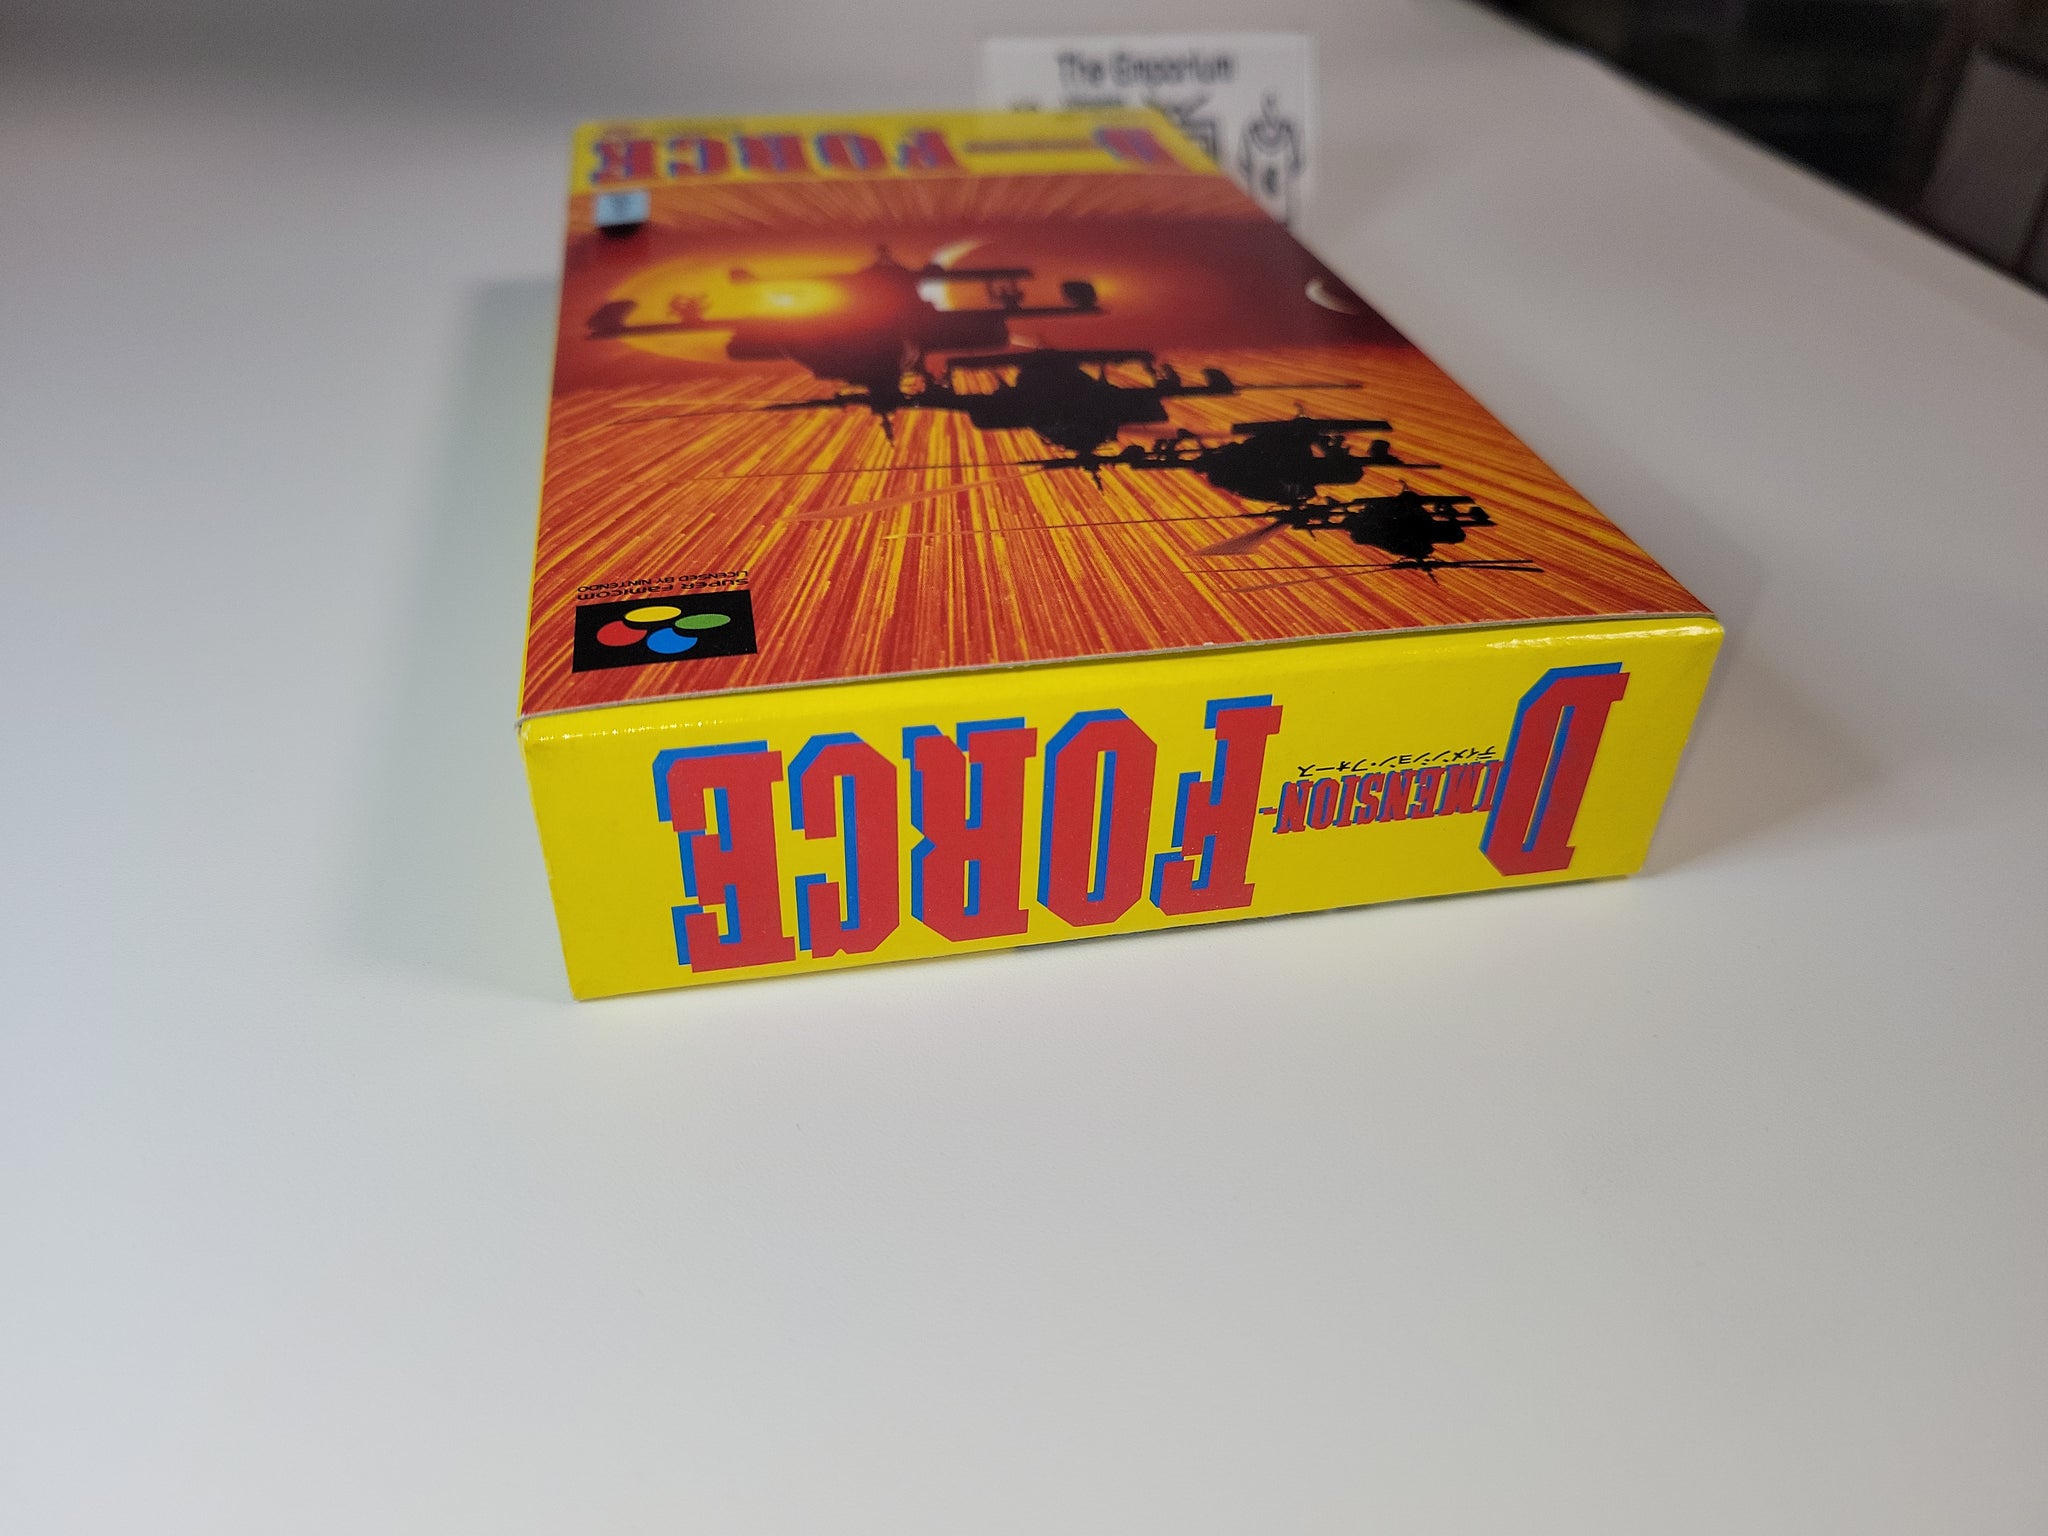 The Emporium
D
FORCE
SUPER Famicom
LICENSED BY NINTENDO
ディメンション・フォース
DIMENSION-FORCE